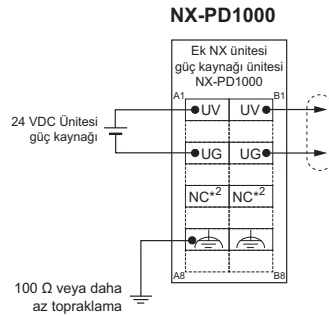 NX-PD1000
Ek NX ünitesi
güç kaynağı ünitesi
NX-PD1000
A1 B1
UV UV
24 VDC Ünitesi
güç kaynağı
UG UG
NC*2 NC*2
A8 B8
100 Ω veya daha
az topraklama